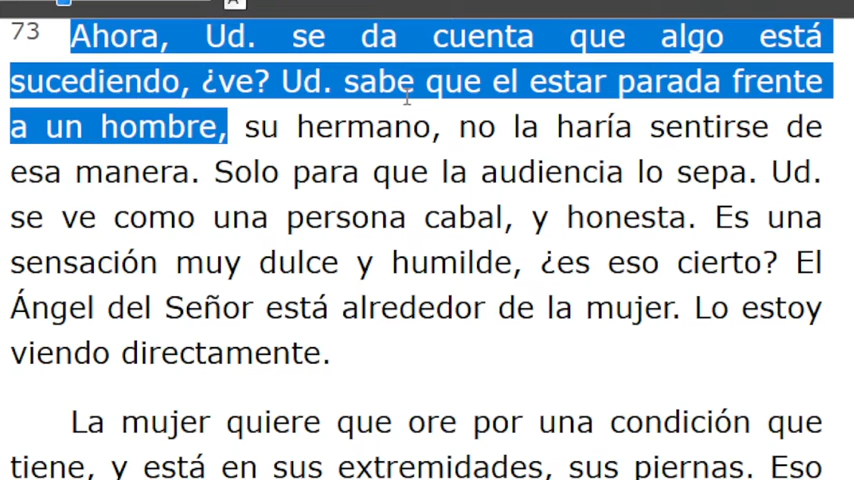 73 Ahora, Ud. se da cuenta que algo está
sucediendo, ¿ve? Ud. sabe que el estar parada frente
a un hombre, su hermano, no la haría sentirse de
esa manera. Solo para que la audiencia lo sepa. Ud.
se ve como una persona cabal, y honesta. Es una
sensación muy dulce y humilde, ¿es eso cierto? El
Ángel del Señor está alrededor de la mujer. Lo estoy
viendo directamente.
La mujer quiere que ore por una condición que
tiene, y está en sus extremidades, sus piernas. Eso